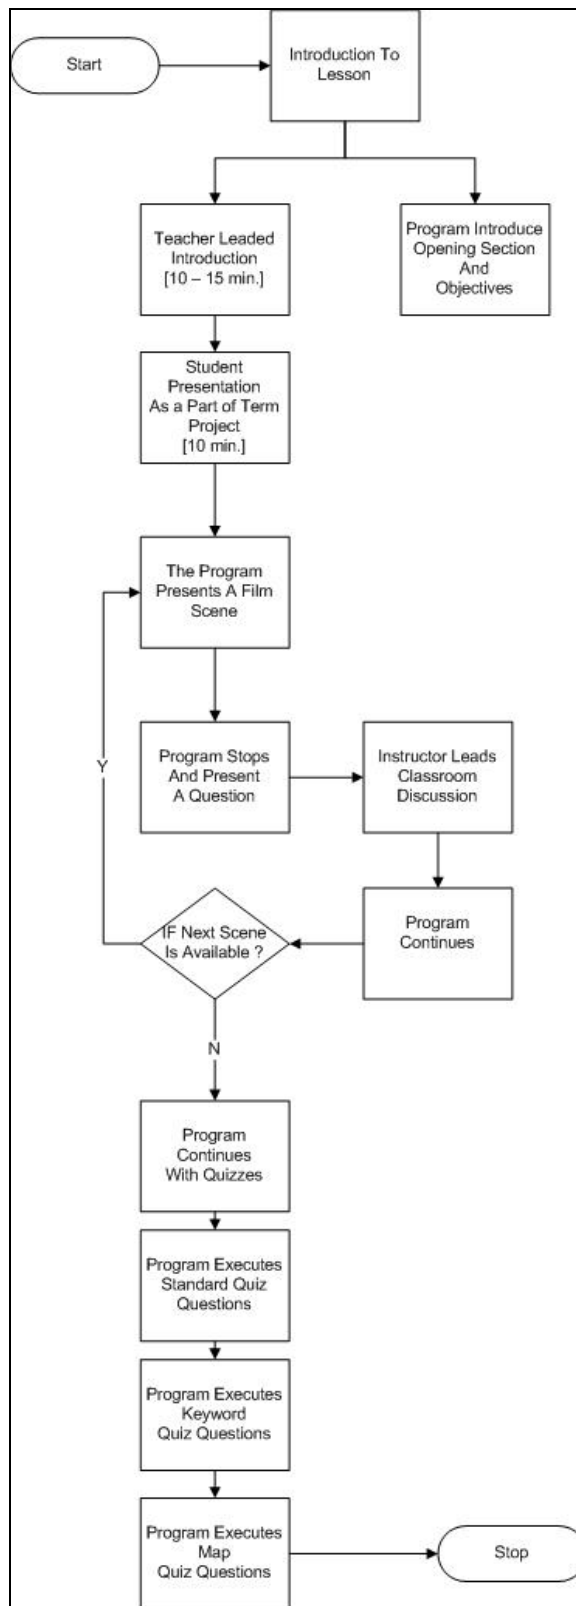 Start
Introduction To
Lesson
Teacher Leaded
Introduction
[10 – 15 min.]
Program Introduce
Opening Section
And
Objectives
Student
Presentation
As a Part of Term
Project
[10 min.]
The Program
Presents A Film
Scene
Y
Program Stops
And Present
A Question
Instructor Leads
Classroom
Discussion
IF Next Scene
Is Available ?
Program
Continues
N
Program
Continues
With Quizzes
Program Executes
Standard Quiz
Questions
Program Executes
Keyword
Quiz Questions
Program Executes
Map
Quiz Questions
Stop